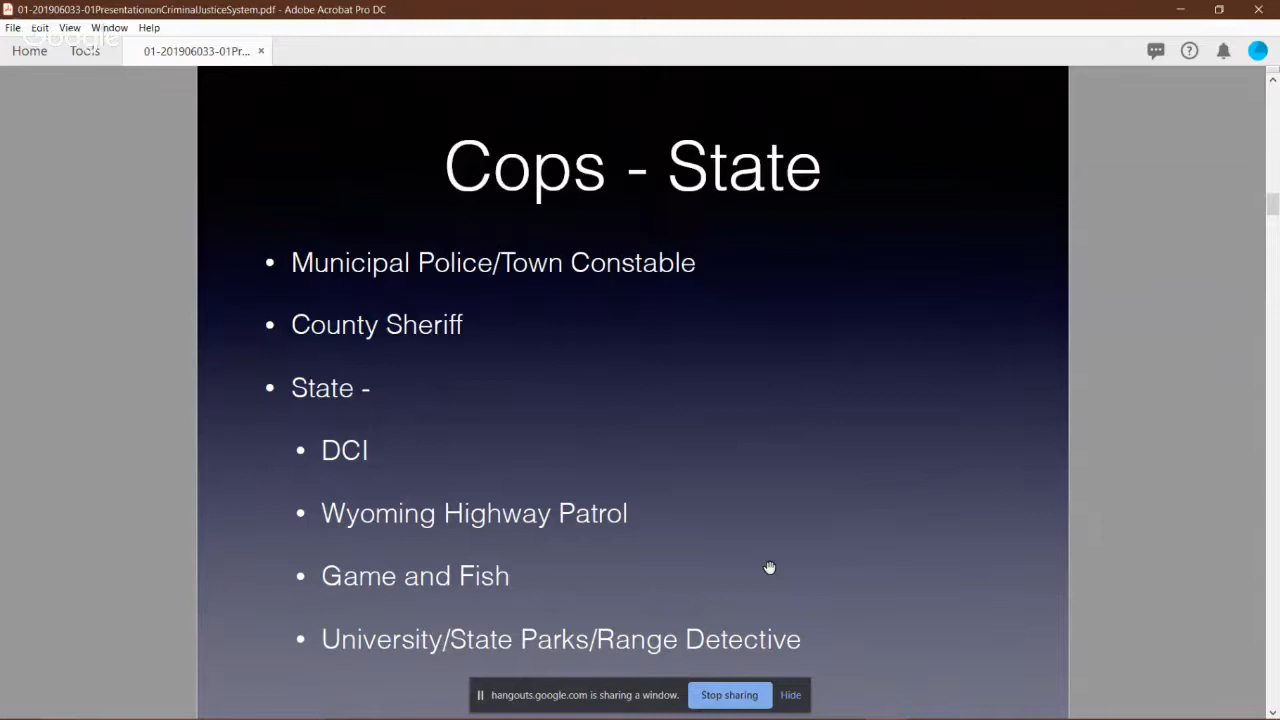 01-201906033-01PresentationonCriminalJusticeSystem.pdf - Adobe Acrobat Pro DC
File Edit View Window Help
Home Tools 01-201906033-01Pr... ×
Cops - State
• Municipal Police/Town Constable
• County Sheriff
• State -
• DCI
• Wyoming Highway Patrol
• Game and Fish
• University/State Parks/Range Detective
hangouts.google.com is sharing a window. Stop sharing Hide